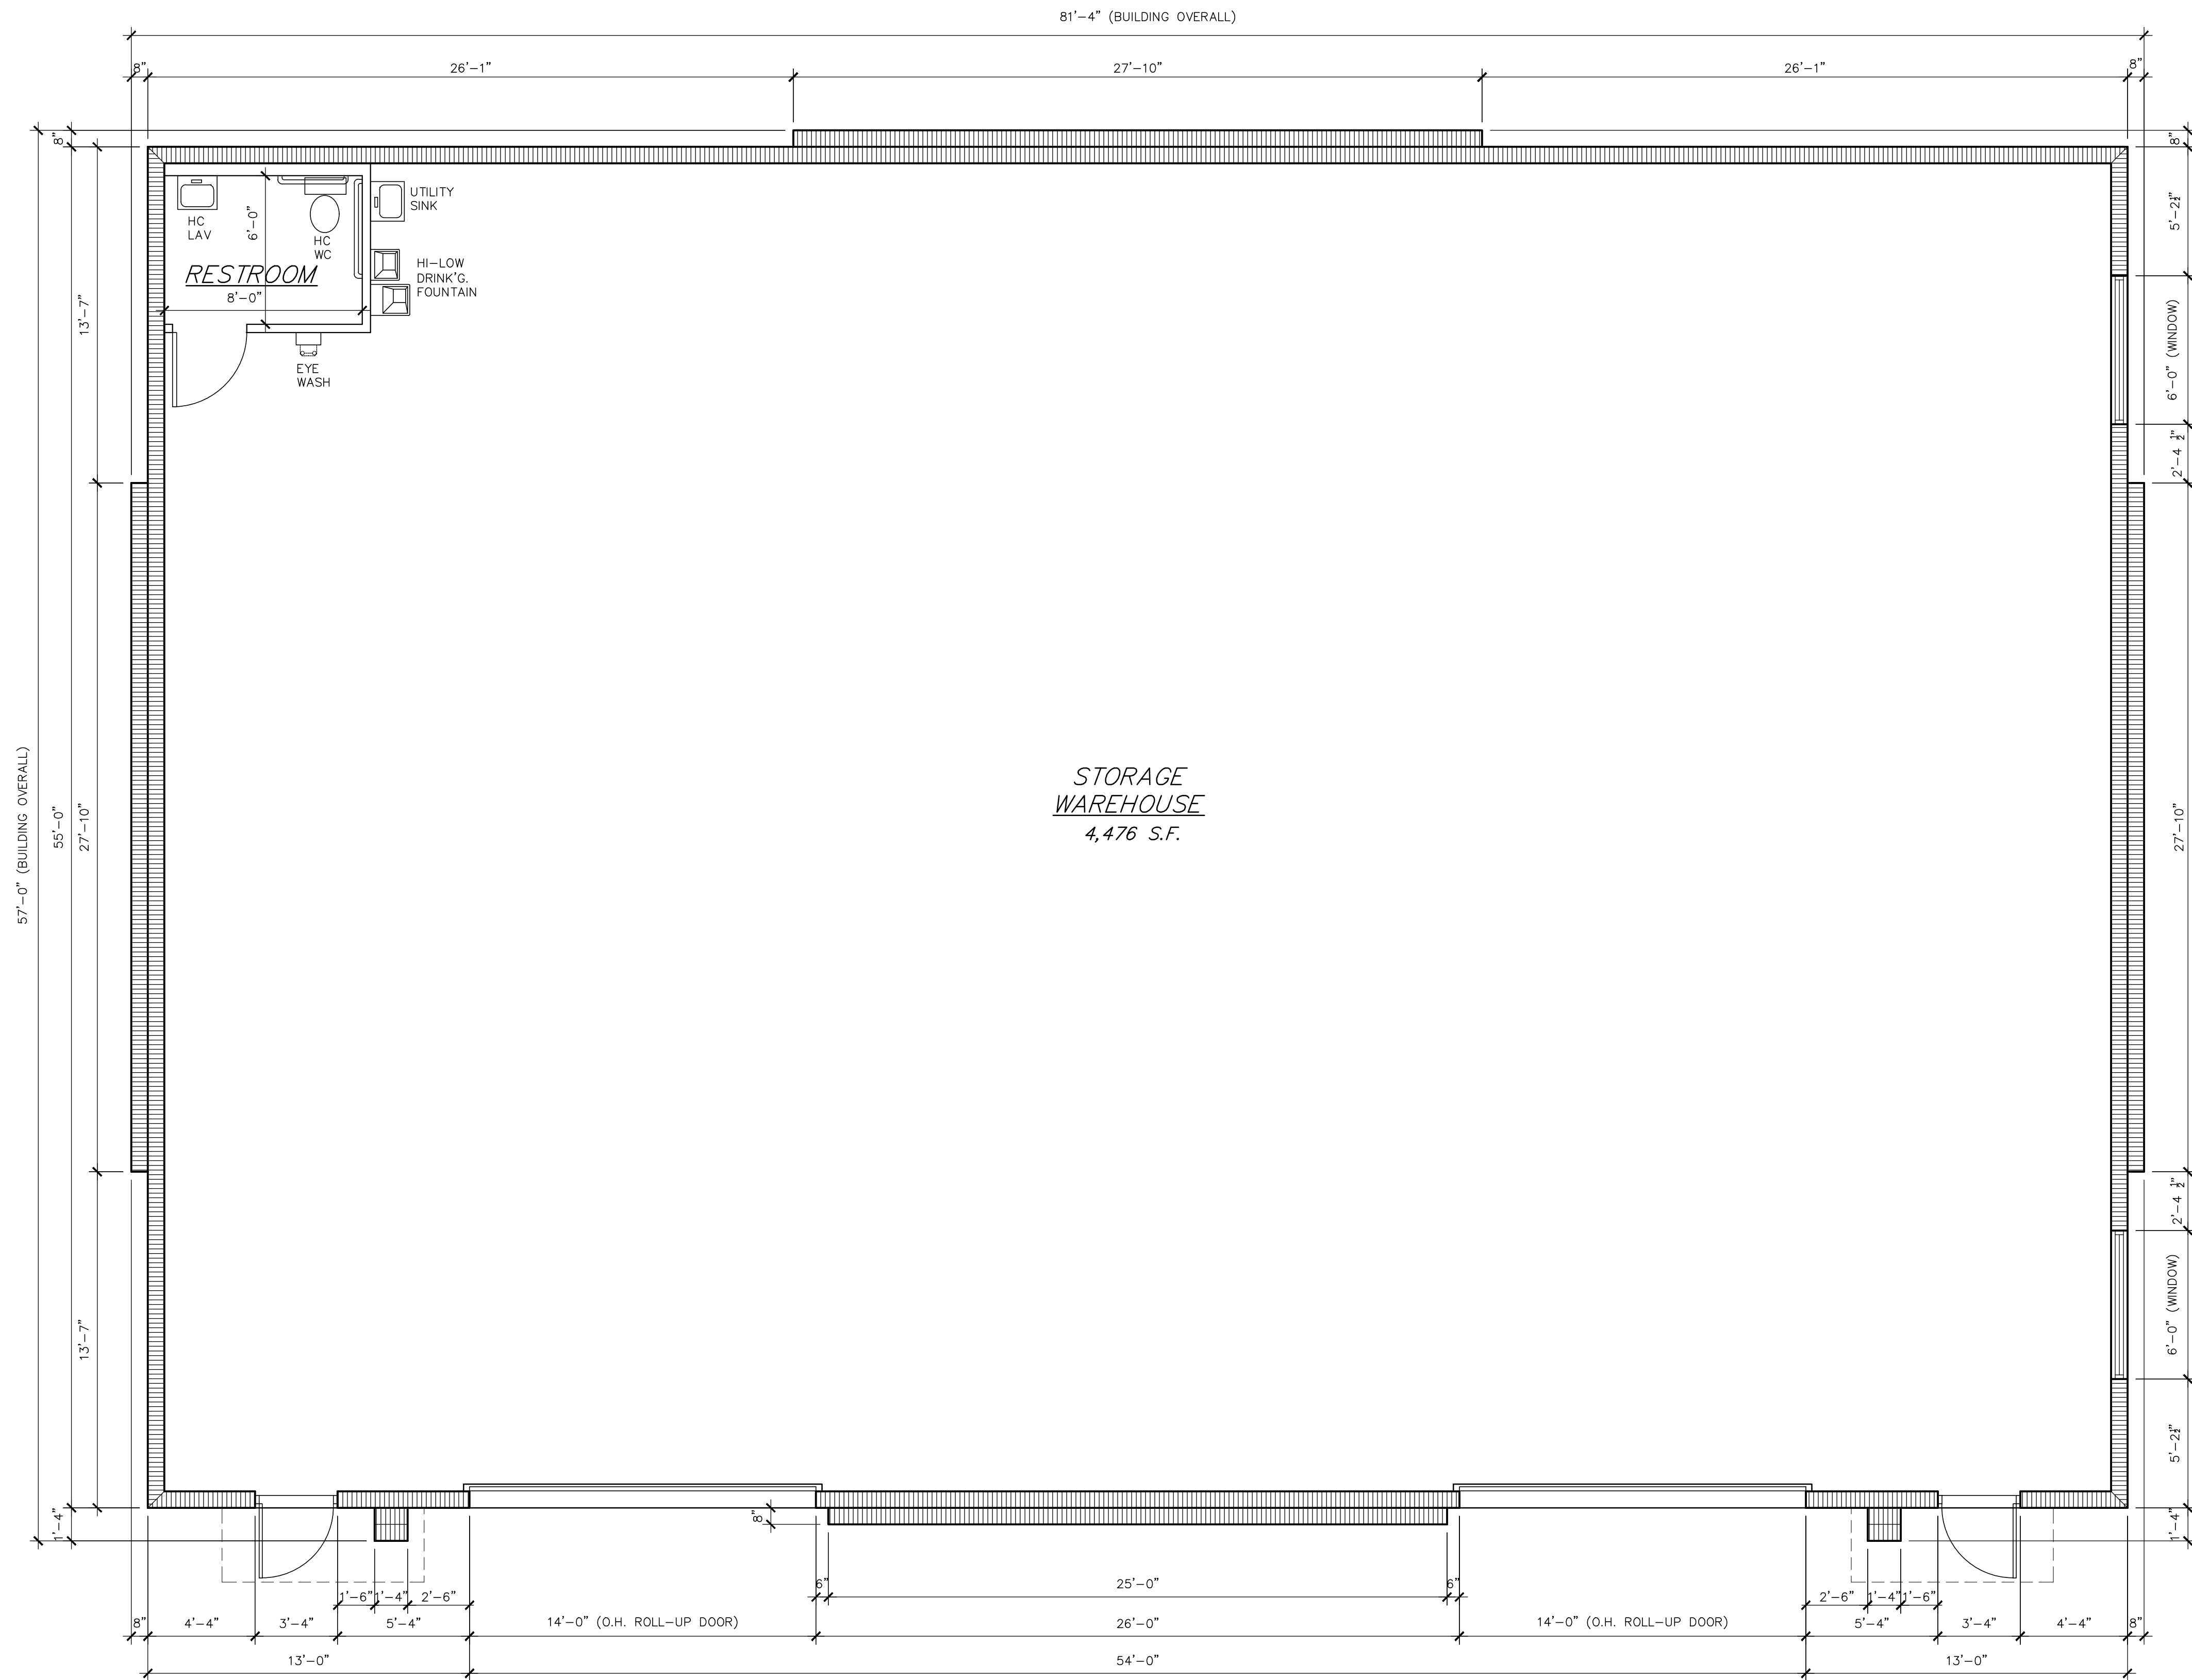 81'-4" (BUILDING OVERALL)
8"
26'-1"
27'-10"
26'-1"
8"
8"
8"
UTILITY
SINK
HC
LAV
6'-0"
HC
WC
5'-2½"
RESTROOM
HI-LOW
DRINK'G.
FOUNTAIN
8'-0"
13'-7"
6'-0" (WINDOW)
EYE
WASH
2'-4 ½"
STORAGE
WAREHOUSE
4,476 S.F.
57'-0" (BUILDING OVERALL)
55'-0"
27'-10"
27'-10"
2'-4 ½"
13'-7"
6'-0" (WINDOW)
5'-2½"
1'-4"
8"
1'-4"
1'-6"
1'-4"
2'-6"
6"
25'-0"
6"
2'-6"
1'-4"
1'-6"
8"
4'-4"
3'-4"
5'-4"
14'-0" (O.H. ROLL-UP DOOR)
26'-0"
14'-0" (O.H. ROLL-UP DOOR)
5'-4"
3'-4"
4'-4"
8"
13'-0"
54'-0"
13'-0"